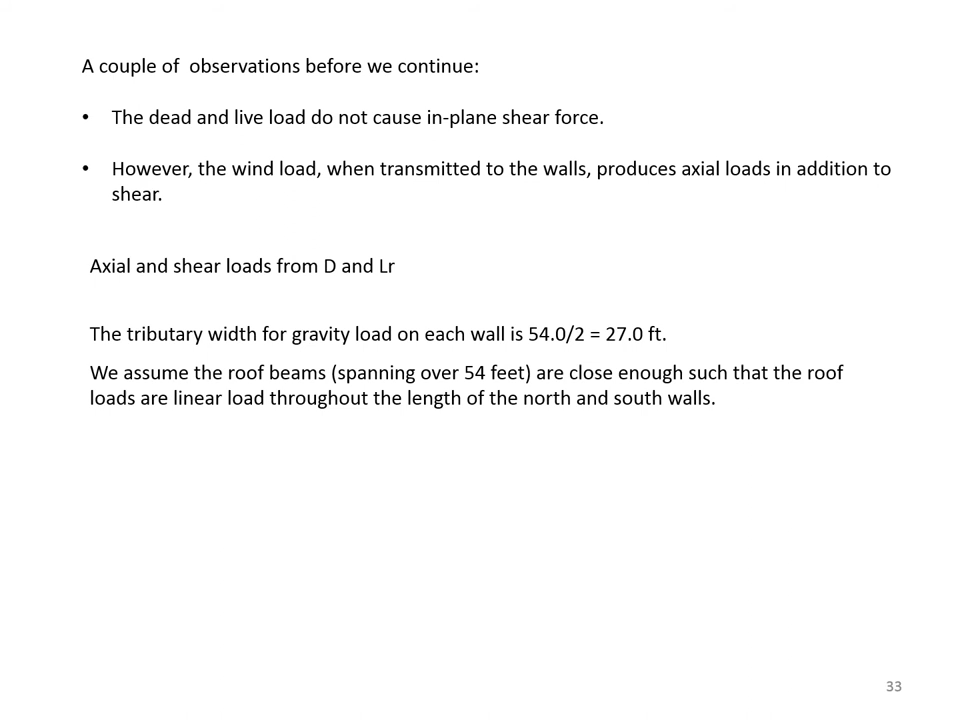 A couple of  observations before we continue:
• The dead and live load do not cause in-plane shear force.
• However, the wind load, when transmitted to the walls, produces axial loads in addition to
shear.
Axial and shear loads from D and Lr
The tributary width for gravity load on each wall is 54.0/2 = 27.0 ft.
We assume the roof beams (spanning over 54 feet) are close enough such that the roof
loads are linear load throughout the length of the north and south walls.
33